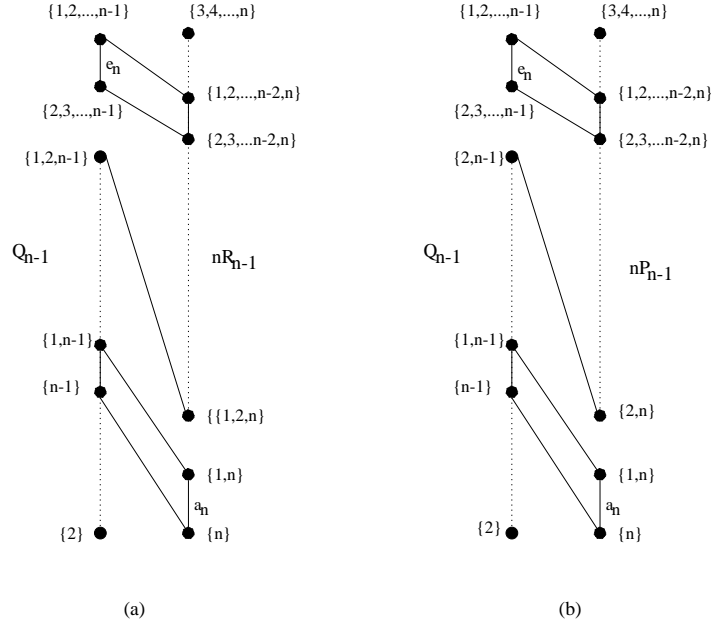 {1,2,...,n-1} {3,4,...,n}
e_n
{1,2,...,n-2,n}
{2,3,...,n-1}
{2,3,...n-2,n}
{1,2,n-1}
Q_{n-1}
nR_{n-1}
{1,n-1}
{n-1}
{{1,2,n}
{1,n}
a_n
{2} {n}
(a)
{1,2,...,n-1} {3,4,...,n}
e_n
{1,2,...,n-2,n}
{2,3,...,n-1}
{2,3,...n-2,n}
{2,n-1}
Q_{n-1}
nP_{n-1}
{1,n-1}
{n-1}
{2,n}
{1,n}
a_n
{2} {n}
(b)